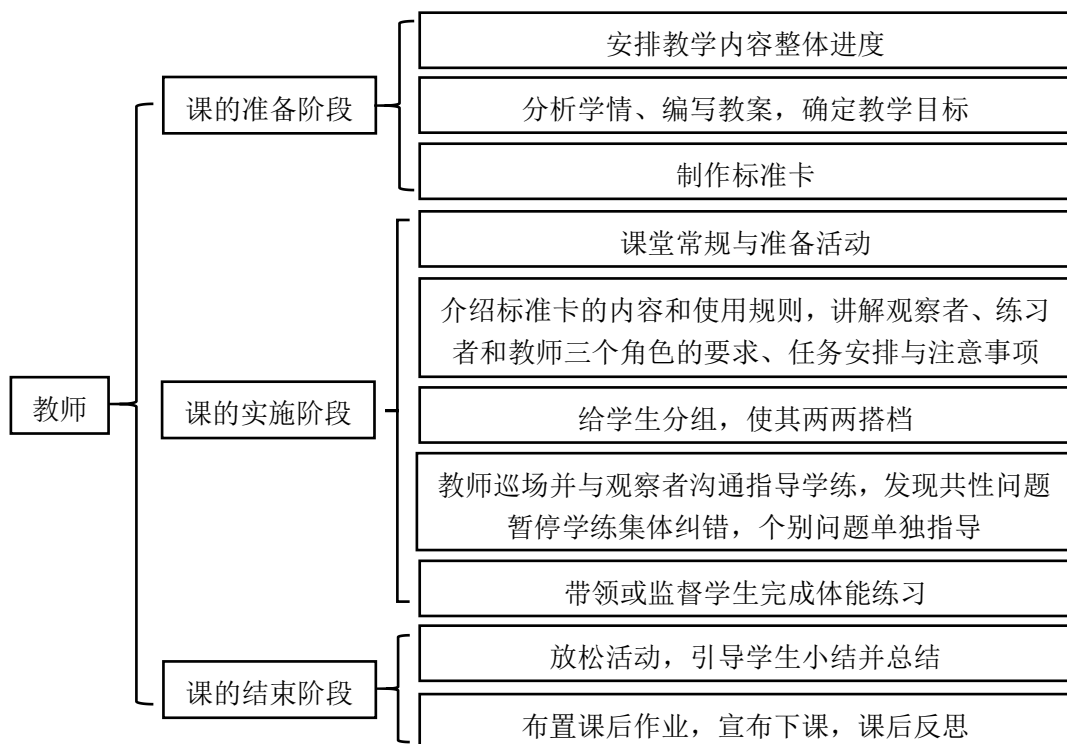 教师
课的准备阶段
安排教学内容整体进度
分析学情、编写教案，确定教学目标
制作标准卡
课的实施阶段
课堂常规与准备活动
介绍标准卡的内容和使用规则，讲解观察者、练习
者和教师三个角色的要求、任务安排与注意事项
给学生分组，使其两两搭档
教师巡场并与观察者沟通指导学练，发现共性问题
暂停学练集体纠错，个别问题单独指导
带领或监督学生完成体能练习
课的结束阶段
放松活动，引导学生小结并总结
布置课后作业，宣布下课，课后反思